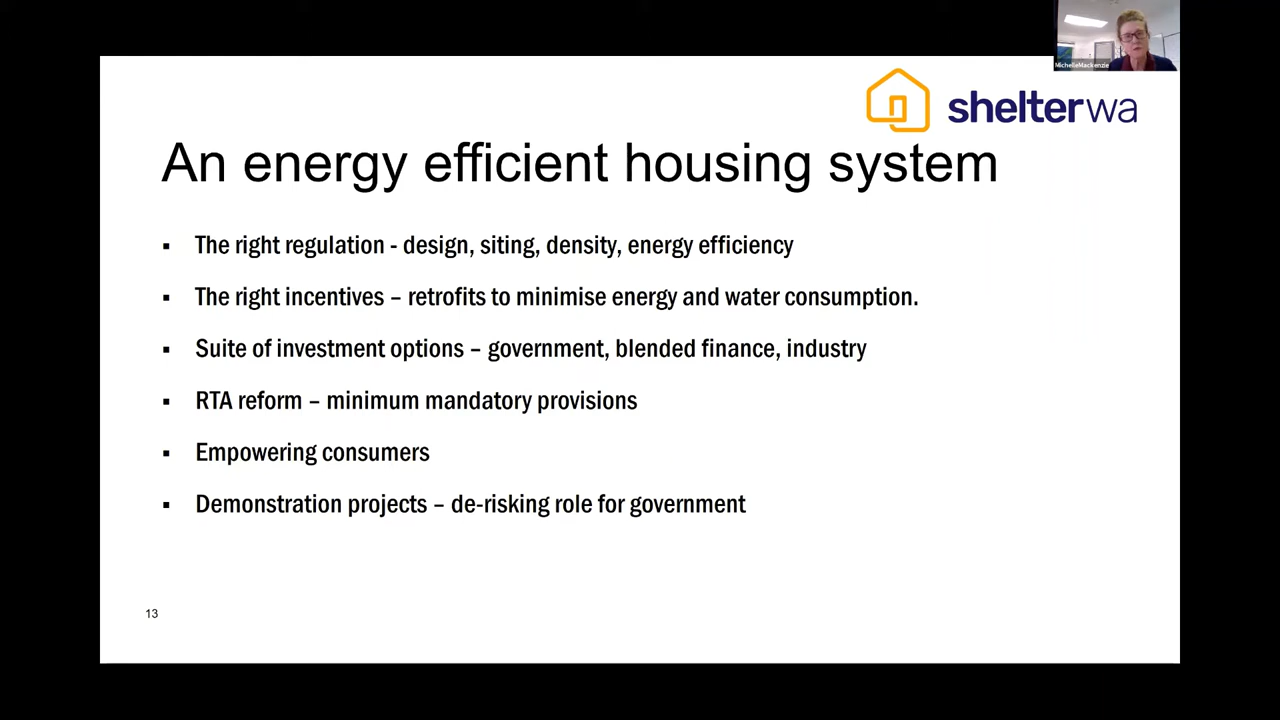 MichelleMackenzie
shelterwa
An energy efficient housing system
▪ The right regulation - design, siting, density, energy efficiency
▪ The right incentives – retrofits to minimise energy and water consumption.
▪ Suite of investment options – government, blended finance, industry
▪ RTA reform – minimum mandatory provisions
▪ Empowering consumers
▪ Demonstration projects – de-risking role for government
13